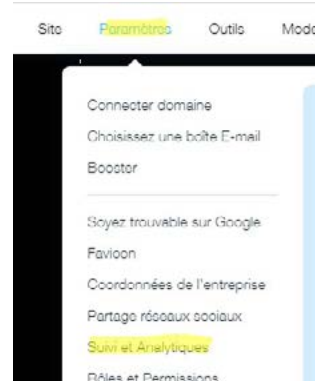 Site Paramètres Outils Mode
Connecter domaine
Choisissez une boîte E-mail
Booster
Soyez trouvable sur Google
Favicon
Coordonnées de l'entreprise
Partage réseaux sociaux
Suivi et Analytiques
Rôles et Permissions